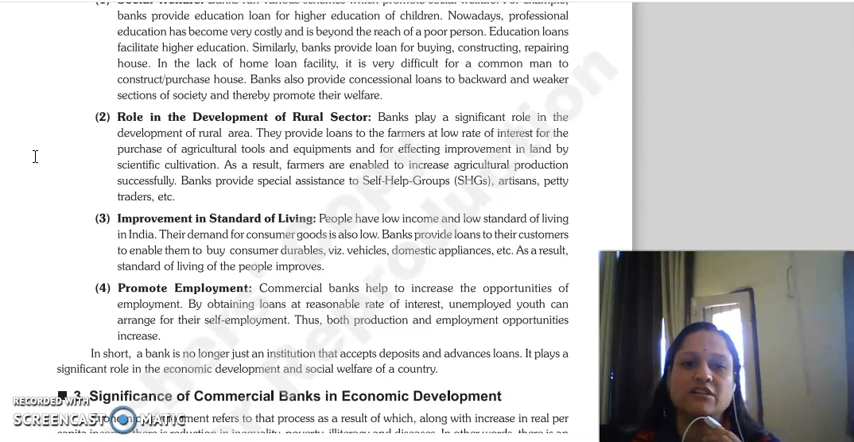 banks provide education loan for higher education of children. Nowadays, professional
education has become very costly and is beyond the reach of a poor person. Education loans
facilitate higher education. Similarly, banks provide loan for buying, constructing, repairing
house. In the lack of home loan facility, it is very difficult for a common man to
construct/purchase house. Banks also provide concessional loans to backward and weaker
sections of society and thereby promote their welfare.
(2) Role in the Development of Rural Sector: Banks play a significant role in the
development of rural area. They provide loans to the farmers at low rate of interest for the
purchase of agricultural tools and equipments and for effecting improvement in land by
scientific cultivation. As a result, farmers are enabled to increase agricultural production
successfully. Banks provide special assistance to Self-Help-Groups (SHGs), artisans, petty
traders, etc.
(3) Improvement in Standard of Living: People have low income and low standard of living
in India. Their demand for consumer goods is also low. Banks provide loans to their customers
to enable them to buy consumer durables, viz. vehicles, domestic appliances, etc. As a result,
standard of living of the people improves.
(4) Promote Employment: Commercial banks help to increase the opportunities of
employment. By obtaining loans at reasonable rate of interest, unemployed youth can
arrange for their self-employment. Thus, both production and employment opportunities
increase.
In short, a bank is no longer just an institution that accepts deposits and advances loans. It plays a
significant role in the economic development and social welfare of a country.
Significance of Commercial Banks in Economic Development
RECORDED WITH
SCREENCAST MATIC
refers to that process as a result of which, along with increase in real per